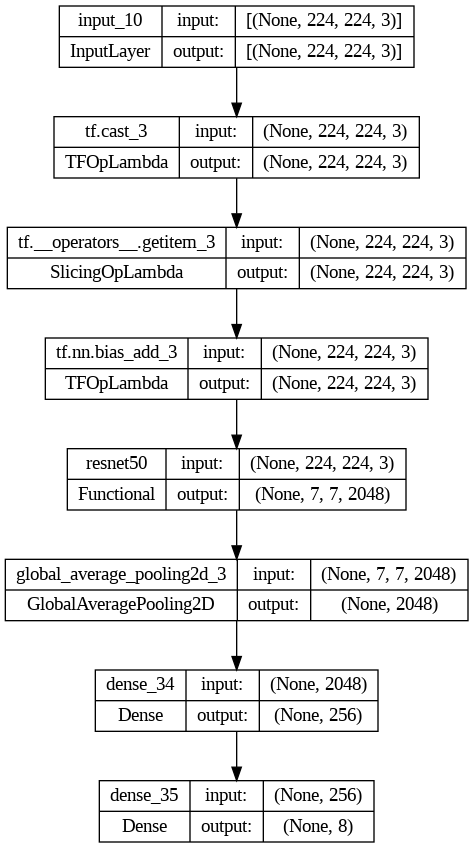 input_10 input: [(None, 224, 224, 3)]
InputLayer output: [(None, 224, 224, 3)]
tf.cast_3 input: (None, 224, 224, 3)
TFOpLambda output: (None, 224, 224, 3)
tf.__operators__.getitem_3 input: (None, 224, 224, 3)
SlicingOpLambda output: (None, 224, 224, 3)
tf.nn.bias_add_3 input: (None, 224, 224, 3)
TFOpLambda output: (None, 224, 224, 3)
resnet50 input: (None, 224, 224, 3)
Functional output: (None, 7, 7, 2048)
global_average_pooling2d_3 input: (None, 7, 7, 2048)
GlobalAveragePooling2D output: (None, 2048)
dense_34 input: (None, 2048)
Dense output: (None, 256)
dense_35 input: (None, 256)
Dense output: (None, 8)